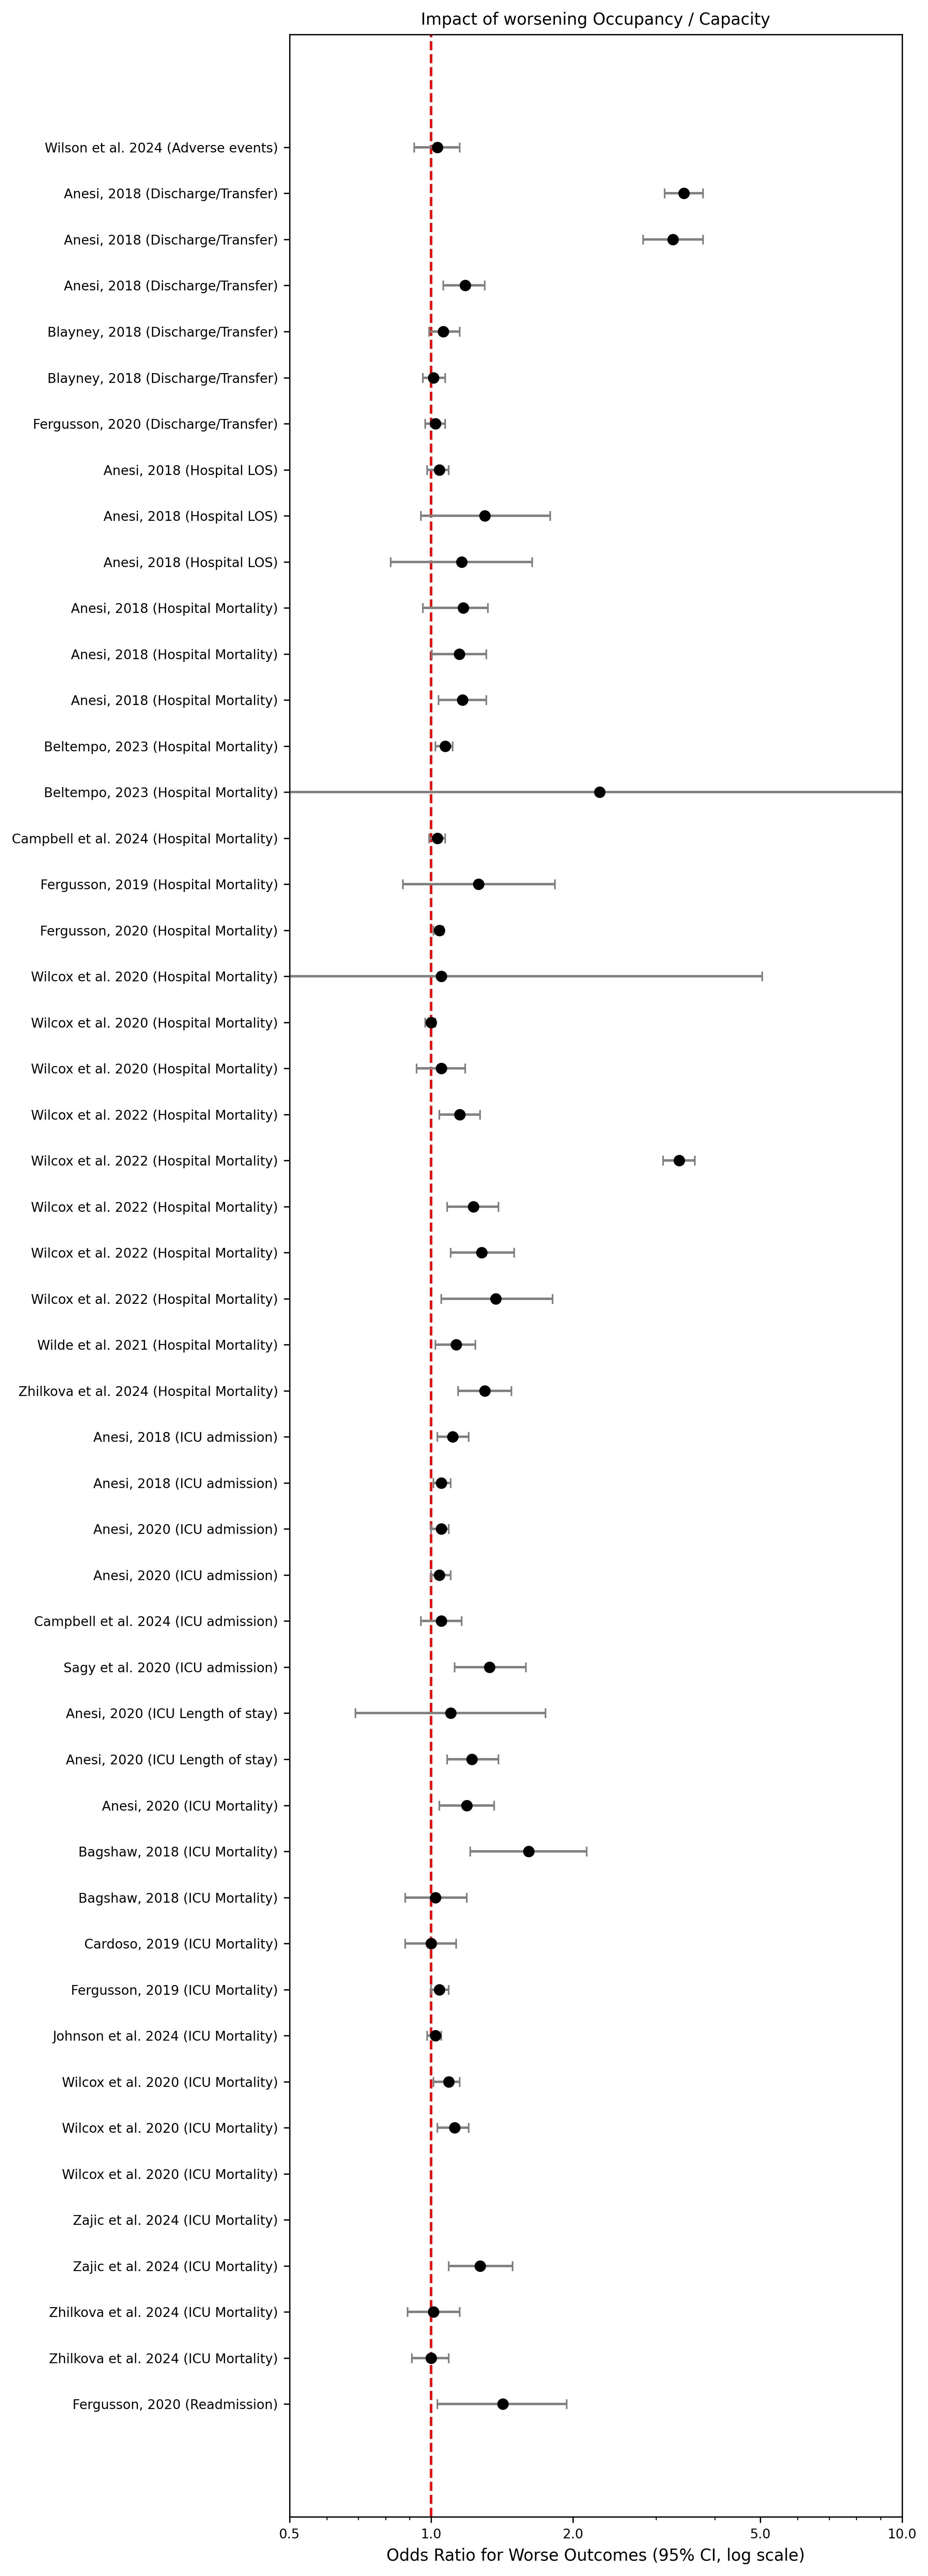 Impact of worsening Occupancy / Capacity
Wilson et al. 2024 (Adverse events)
Anesi, 2018 (Discharge/Transfer)
Anesi, 2018 (Discharge/Transfer)
Anesi, 2018 (Discharge/Transfer)
Blayney, 2018 (Discharge/Transfer)
Blayney, 2018 (Discharge/Transfer)
Fergusson, 2020 (Discharge/Transfer)
Anesi, 2018 (Hospital LOS)
Anesi, 2018 (Hospital LOS)
Anesi, 2018 (Hospital LOS)
Anesi, 2018 (Hospital Mortality)
Anesi, 2018 (Hospital Mortality)
Anesi, 2018 (Hospital Mortality)
Beltempo, 2023 (Hospital Mortality)
Beltempo, 2023 (Hospital Mortality)
Campbell et al. 2024 (Hospital Mortality)
Fergusson, 2019 (Hospital Mortality)
Fergusson, 2020 (Hospital Mortality)
Wilcox et al. 2020 (Hospital Mortality)
Wilcox et al. 2020 (Hospital Mortality)
Wilcox et al. 2020 (Hospital Mortality)
Wilcox et al. 2022 (Hospital Mortality)
Wilcox et al. 2022 (Hospital Mortality)
Wilcox et al. 2022 (Hospital Mortality)
Wilcox et al. 2022 (Hospital Mortality)
Wilcox et al. 2022 (Hospital Mortality)
Wilde et al. 2021 (Hospital Mortality)
Zhilkova et al. 2024 (Hospital Mortality)
Anesi, 2018 (ICU admission)
Anesi, 2018 (ICU admission)
Anesi, 2020 (ICU admission)
Anesi, 2020 (ICU admission)
Campbell et al. 2024 (ICU admission)
Sagy et al. 2020 (ICU admission)
Anesi, 2020 (ICU Length of stay)
Anesi, 2020 (ICU Length of stay)
Anesi, 2020 (ICU Mortality)
Bagshaw, 2018 (ICU Mortality)
Bagshaw, 2018 (ICU Mortality)
Cardoso, 2019 (ICU Mortality)
Fergusson, 2019 (ICU Mortality)
Johnson et al. 2024 (ICU Mortality)
Wilcox et al. 2020 (ICU Mortality)
Wilcox et al. 2020 (ICU Mortality)
Wilcox et al. 2020 (ICU Mortality)
Zajic et al. 2024 (ICU Mortality)
Zajic et al. 2024 (ICU Mortality)
Zhilkova et al. 2024 (ICU Mortality)
Zhilkova et al. 2024 (ICU Mortality)
Fergusson, 2020 (Readmission)
0.5 1.0 2.0 5.0 10.0
Odds Ratio for Worse Outcomes (95% CI, log scale)